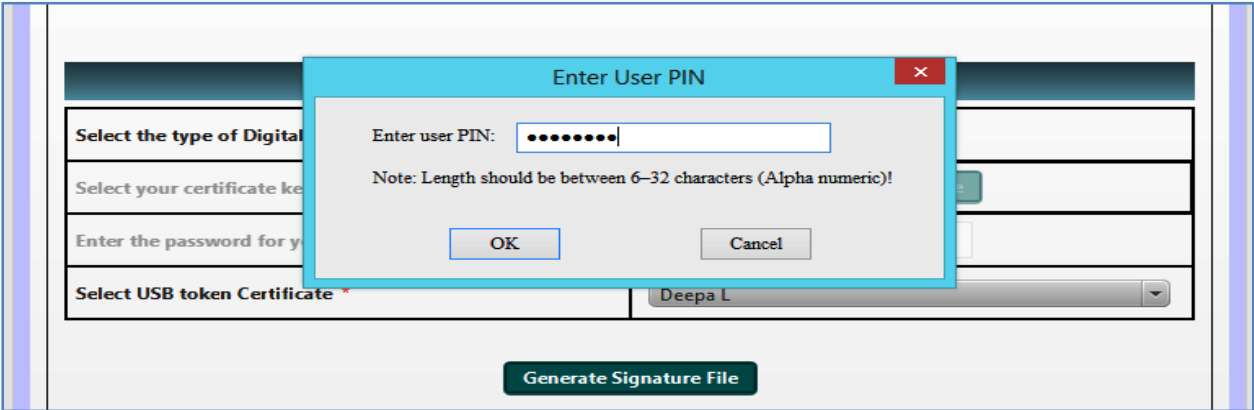 Enter User PIN
Select the type of Digital
Enter user PIN: ••••••••
Select your certificate ke
Note: Length should be between 6–32 characters (Alpha numeric)!
e
Enter the password for y
OK Cancel
Select USB token Certificate * Deepa L
Generate Signature File